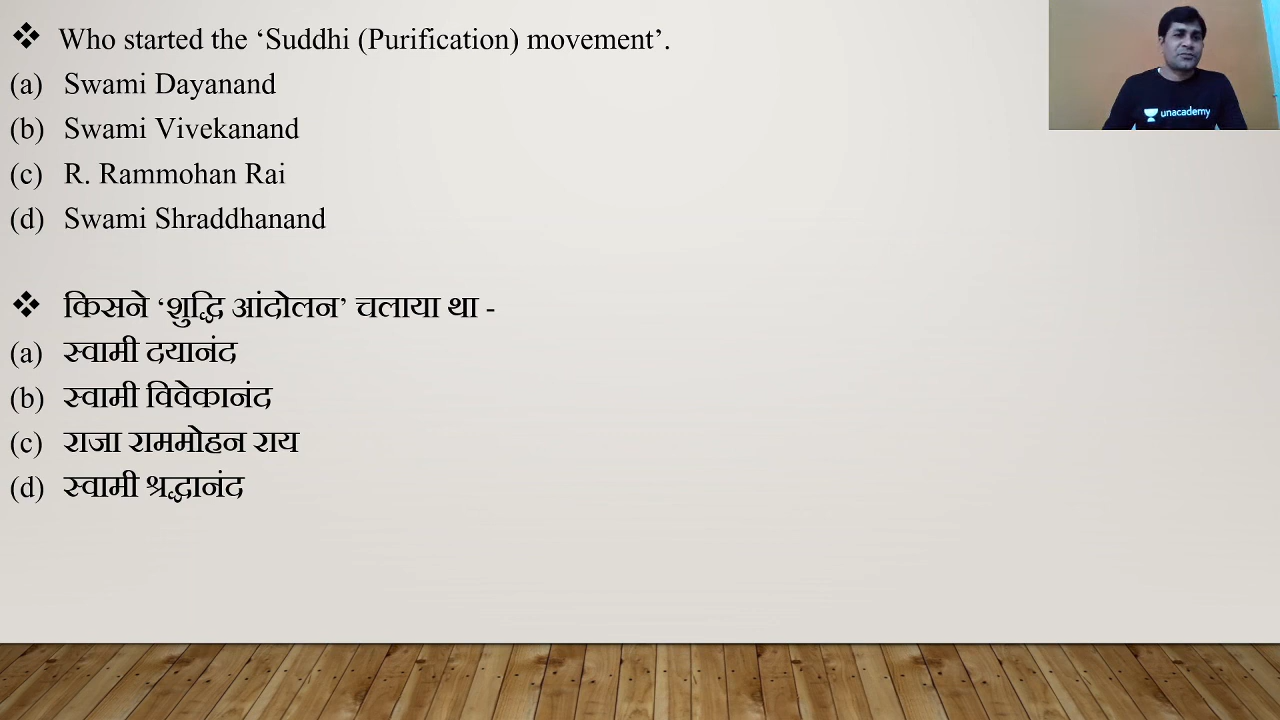 ❖ Who started the ‘Suddhi (Purification) movement’.
(a) Swami Dayanand
(b) Swami Vivekanand
(c) R. Rammohan Rai
(d) Swami Shraddhanand
❖ किसने ‘शुद्धि आंदोलन’ चलाया था -
(a) स्वामी दयानंद
(b) स्वामी विवेकानंद
(c) राजा राममोहन राय
(d) स्वामी श्रद्धानंद
unacademy